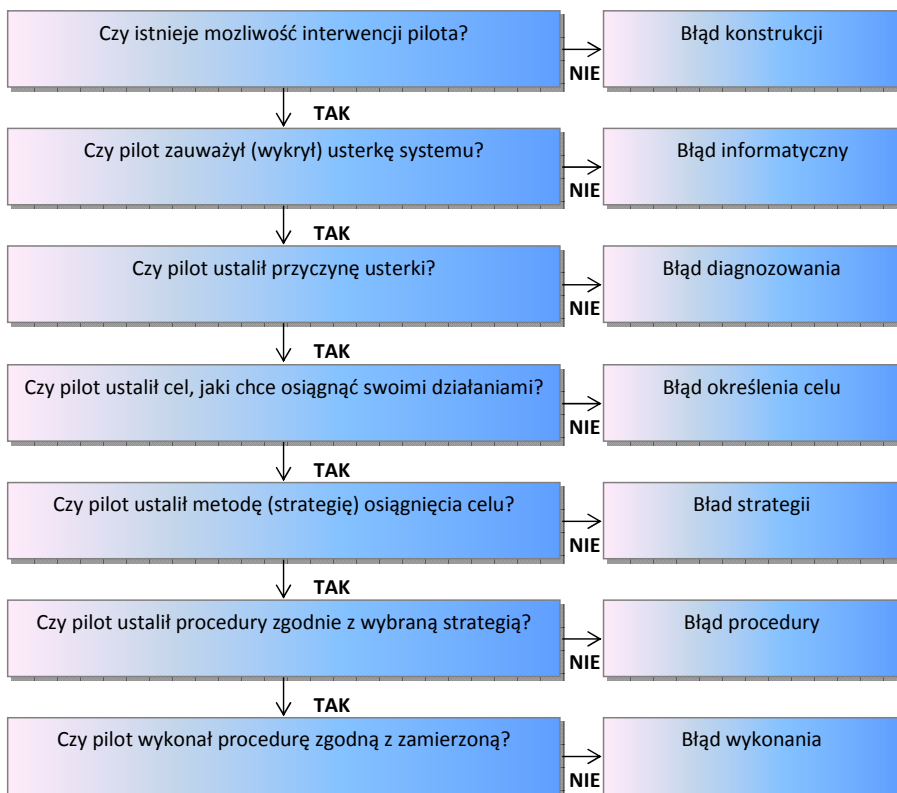 Czy istnieje mozliwość interwencji pilota?
Błąd konstrukcji
NIE
TAK
Czy pilot zauważył (wykrył) usterkę systemu?
Błąd informatyczny
NIE
TAK
Czy pilot ustalił przyczynę usterki?
Błąd diagnozowania
NIE
TAK
Czy pilot ustalił cel, jaki chce osiągnąć swoimi działaniami?
Błąd określenia celu
NIE
TAK
Czy pilot ustalił metodę (strategię) osiągnięcia celu?
Bład strategii
NIE
TAK
Czy pilot ustalił procedury zgodnie z wybraną strategią?
Błąd procedury
NIE
TAK
Czy pilot wykonał procedurę zgodną z zamierzoną?
Błąd wykonania
NIE